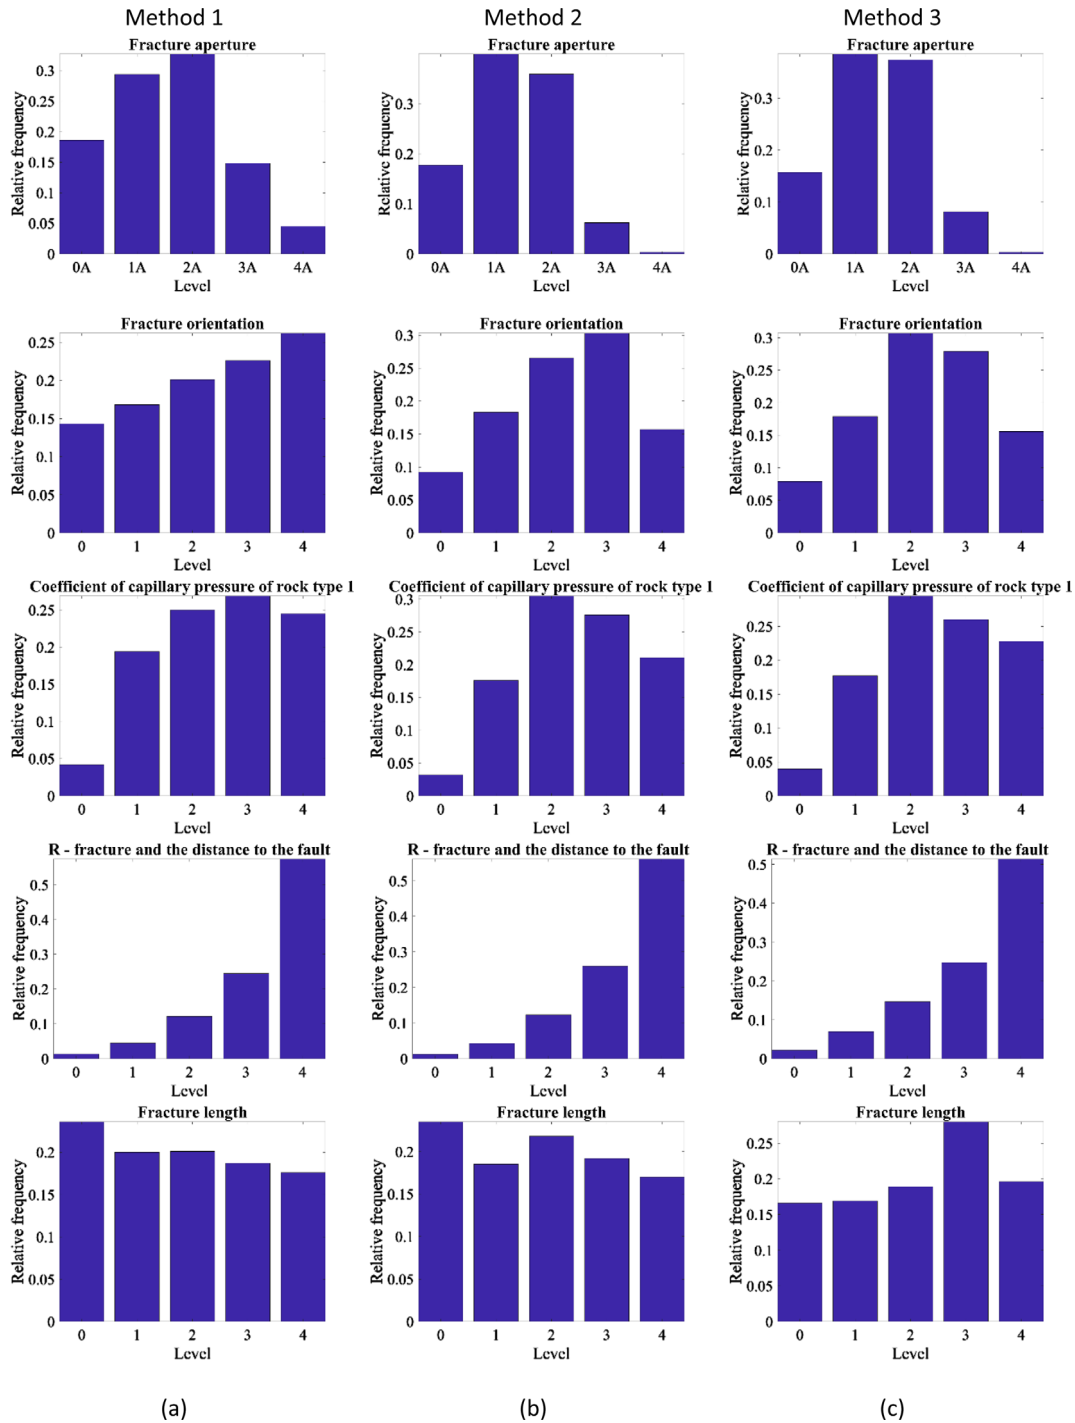 Method 1 Method 2 Method 3
Fracture aperture Fracture aperture Fracture aperture
Relative frequency
0.3
0.25
0.2
0.15
0.1
0.05
0
0A 1A 2A 3A 4A
Level
Relative frequency
0.3
0.2
0.1
0
0A 1A 2A 3A 4A
Level
Relative frequency
0.3
0.2
0.1
0
0A 1A 2A 3A 4A
Level
Fracture orientation Fracture orientation Fracture orientation
Relative frequency
0.25
0.2
0.15
0.1
0.05
0
0 1 2 3 4
Level
Relative frequency
0.3
0.25
0.2
0.15
0.1
0.05
0
0 1 2 3 4
Level
Relative frequency
0.3
0.25
0.2
0.15
0.1
0.05
0
0 1 2 3 4
Level
Coefficient of capillary pressure of rock type 1 Coefficient of capillary pressure of rock type 1 Coefficient of capillary pressure of rock type 1
Relative frequency
0.25
0.2
0.15
0.1
0.05
0
0 1 2 3 4
Level
Relative frequency
0.3
0.25
0.2
0.15
0.1
0.05
0
0 1 2 3 4
Level
Relative frequency
0.25
0.2
0.15
0.1
0.05
0
0 1 2 3 4
Level
R - fracture and the distance to the fault R - fracture and the distance to the fault R - fracture and the distance to the fault
Relative frequency
0.5
0.4
0.3
0.2
0.1
0
0 1 2 3 4
Level
Relative frequency
0.5
0.4
0.3
0.2
0.1
0
0 1 2 3 4
Level
Relative frequency
0.5
0.4
0.3
0.2
0.1
0
0 1 2 3 4
Level
Fracture length Fracture length Fracture length
Relative frequency
0.2
0.15
0.1
0.05
0
0 1 2 3 4
Level
Relative frequency
0.2
0.15
0.1
0.05
0
0 1 2 3 4
Level
Relative frequency
0.25
0.2
0.15
0.1
0.05
0
0 1 2 3 4
Level
(a) (b) (c)